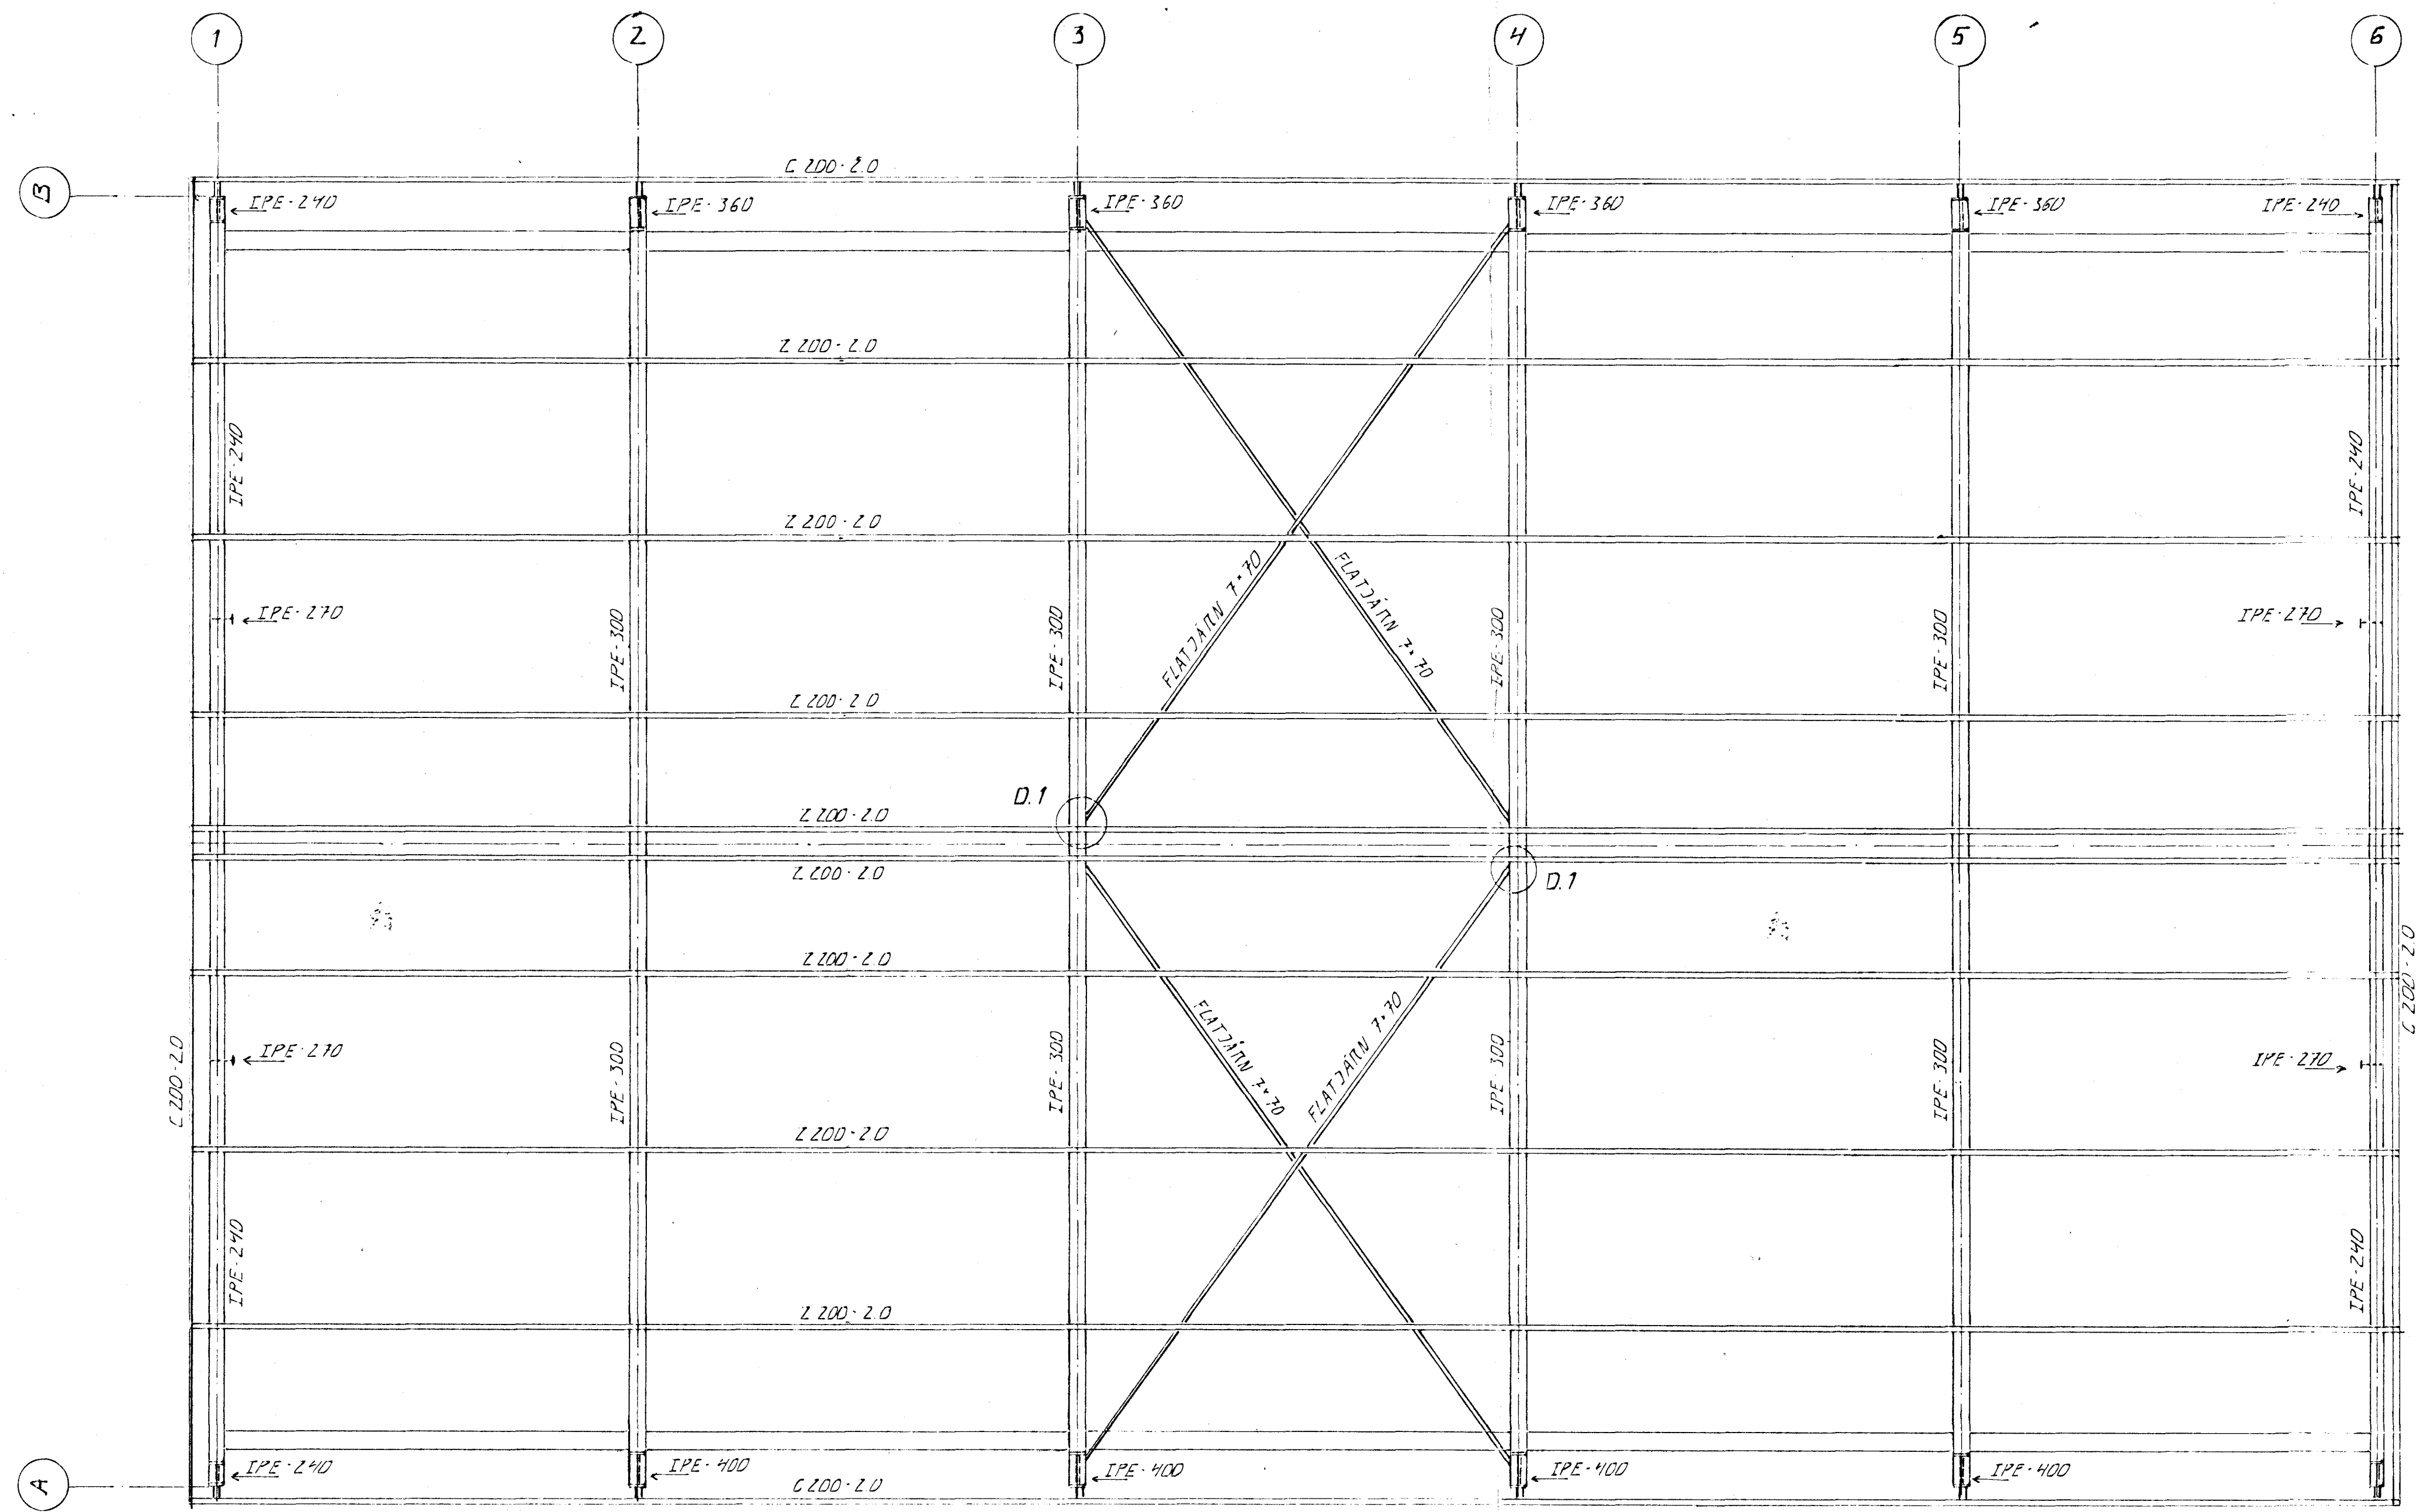 1 2 3 4 5 6
C 200-2.0
B
IPE-240 IPE-360 IPE-360 IPE-360 IPE-360 IPE-240
Z 200-2.0
IPE-240 IPE-240
Z 200-2.0
FLATJÁRN 7×70 FLATJÁRN 7×70
IPE-270 IPE-270
IPE-300 IPE-300 IPE-300 IPE-300
Z 200-2.0
D.1
Z 200-2.0
Z 200-2.0
D.1
Z 200-2.0
C 200-2.0
FLATJÁRN 7×70 FLATJÁRN 7×70
IPE-270 IPE-270
C 200-2.0
IPE-300 IPE-300 IPE-300 IPE-300
Z 200-2.0
IPE-240 IPE-240
Z 200-2.0
IPE-240 IPE-400 IPE-400 IPE-400 IPE-400
A
C 200-2.0